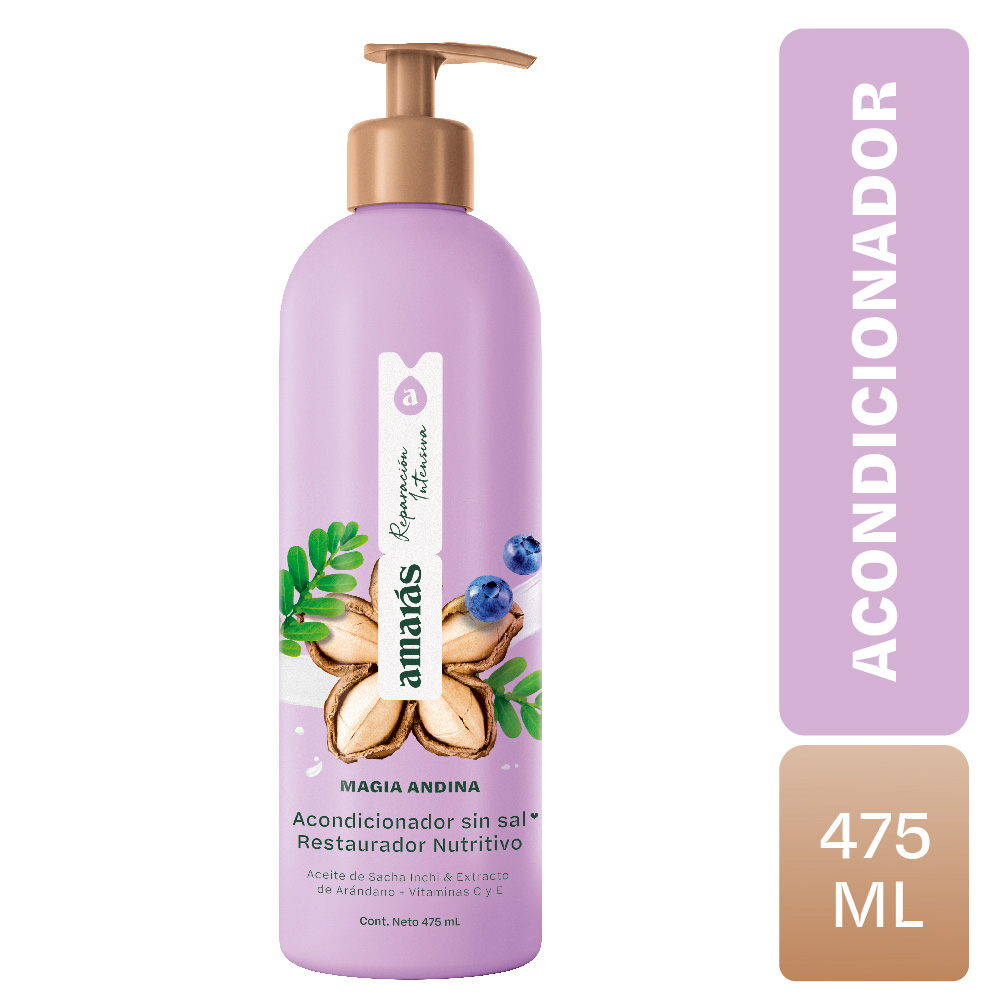 a
Reparación
Intensiva
amarás
MAGIA ANDINA
Acondicionador sin sal
Restaurador Nutritivo
Aceite de Sacha Inchi & Extracto
de Arándano + Vitaminas C y E
Cont. Neto 475 mL
ACONDICIONADOR
475
ML